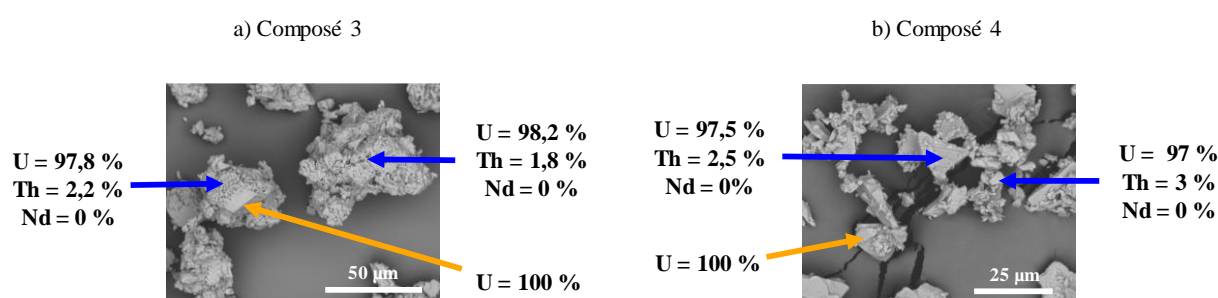 a) Composé 3
U = 97,8 %
Th = 2,2 %
Nd = 0 %
U = 98,2 %
Th = 1,8 %
Nd = 0 %
U = 100 %
50 µm
b) Composé 4
U = 97,5 %
Th = 2,5 %
Nd = 0%
U = 100 %
U = 97 %
Th = 3 %
Nd = 0 %
25 µm